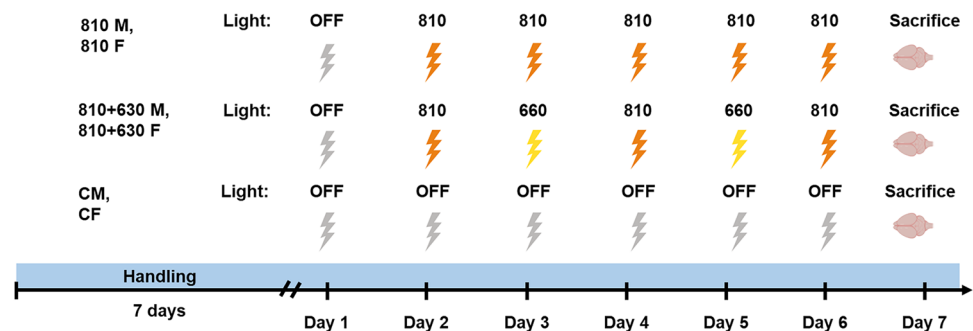 810 M,
810 F
Light: OFF 810 810 810 810 810 Sacrifice
810+630 M,
810+630 F
Light: OFF 810 660 810 660 810 Sacrifice
CM,
CF
Light: OFF OFF OFF OFF OFF OFF Sacrifice
Handling
7 days
Day 1 Day 2 Day 3 Day 4 Day 5 Day 6 Day 7